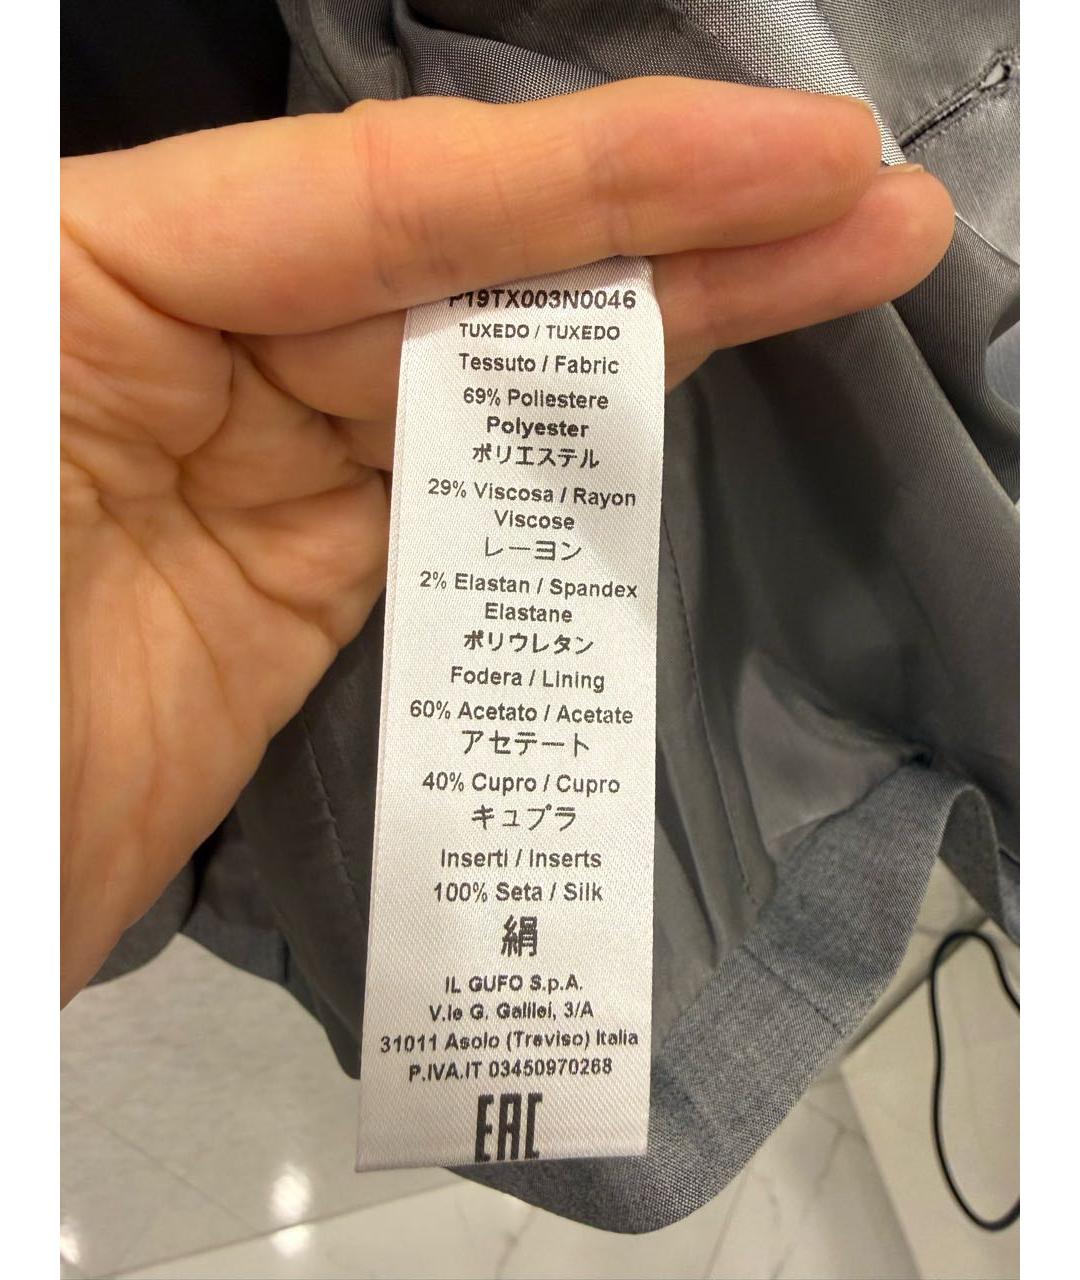 P19TX003N0046
TUXEDO / TUXEDO
Tessuto / Fabric
69% Poliestere
Polyester
ポリエステル
29% Viscosa / Rayon
Viscose
レーヨン
2% Elastan / Spandex
Elastane
ポリウレタン
Fodera / Lining
60% Acetato / Acetate
アセテート
40% Cupro / Cupro
キュプラ
Inserti / Inserts
100% Seta / Silk
絹
IL GUFO S.p.A.
V.le G. Galilei, 3/A
31011 Asolo (Treviso) Italia
P.IVA.IT 03450970268
EAC